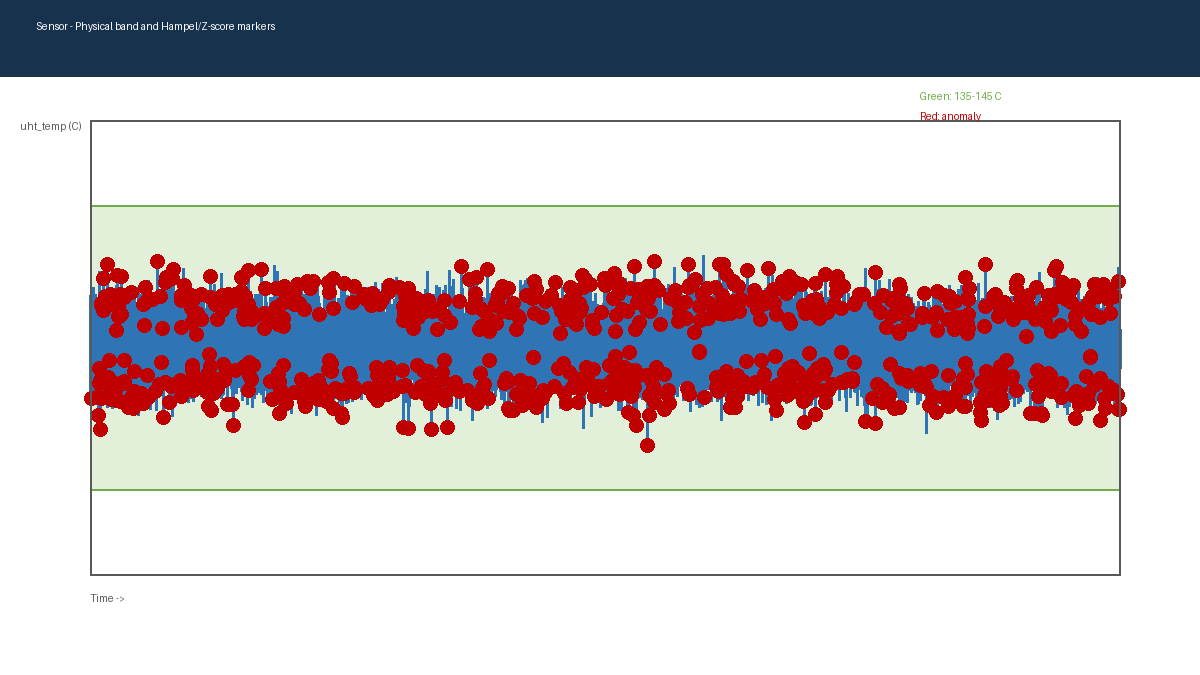 Sensor - Physical band and Hampel/Z-score markers
Green: 135-145 C
Red: anomaly
uht_temp (C)
Time ->